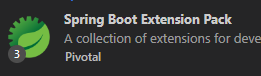 Spring Boot Extension Pack
A collection of extensions for deve
Pivotal
3